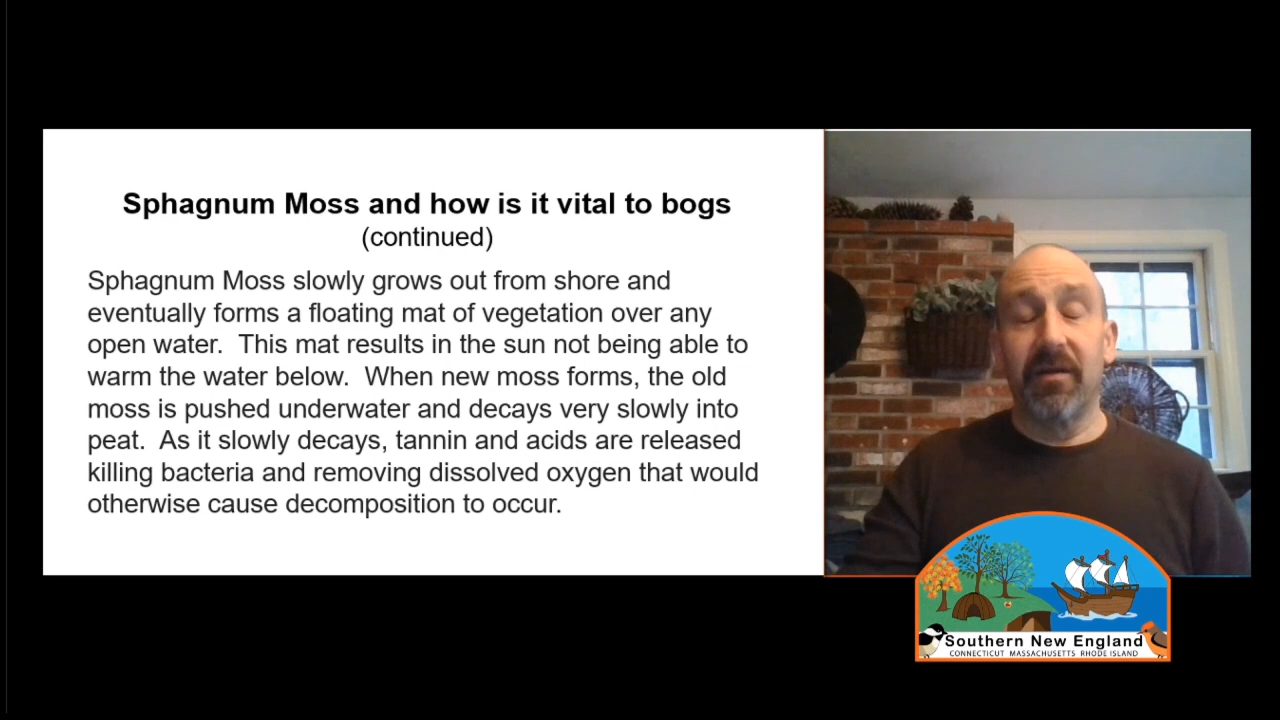 Sphagnum Moss and how is it vital to bogs
(continued)
Sphagnum Moss slowly grows out from shore and
eventually forms a floating mat of vegetation over any
open water.  This mat results in the sun not being able to
warm the water below.  When new moss forms, the old
moss is pushed underwater and decays very slowly into
peat.  As it slowly decays, tannin and acids are released
killing bacteria and removing dissolved oxygen that would
otherwise cause decomposition to occur.
Southern New England
CONNECTICUT MASSACHUSETTS RHODE ISLAND